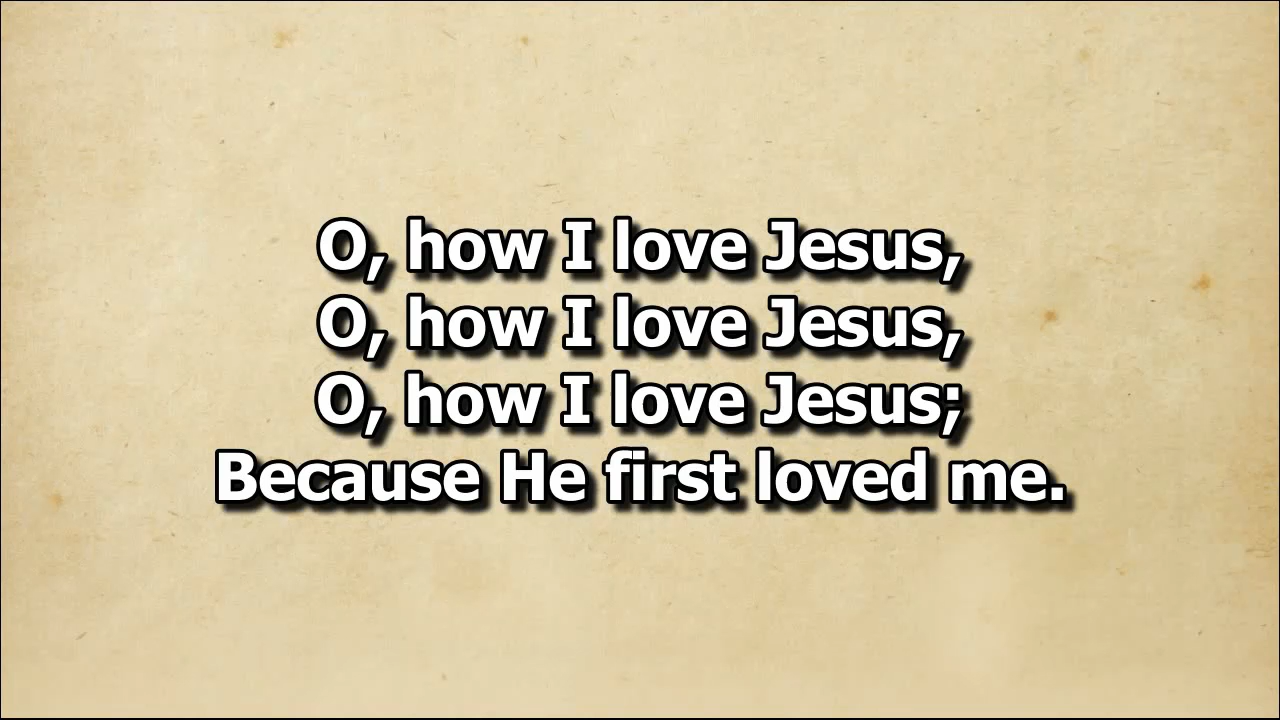 O, how I love Jesus,
O, how I love Jesus,
O, how I love Jesus;
Because He first loved me.